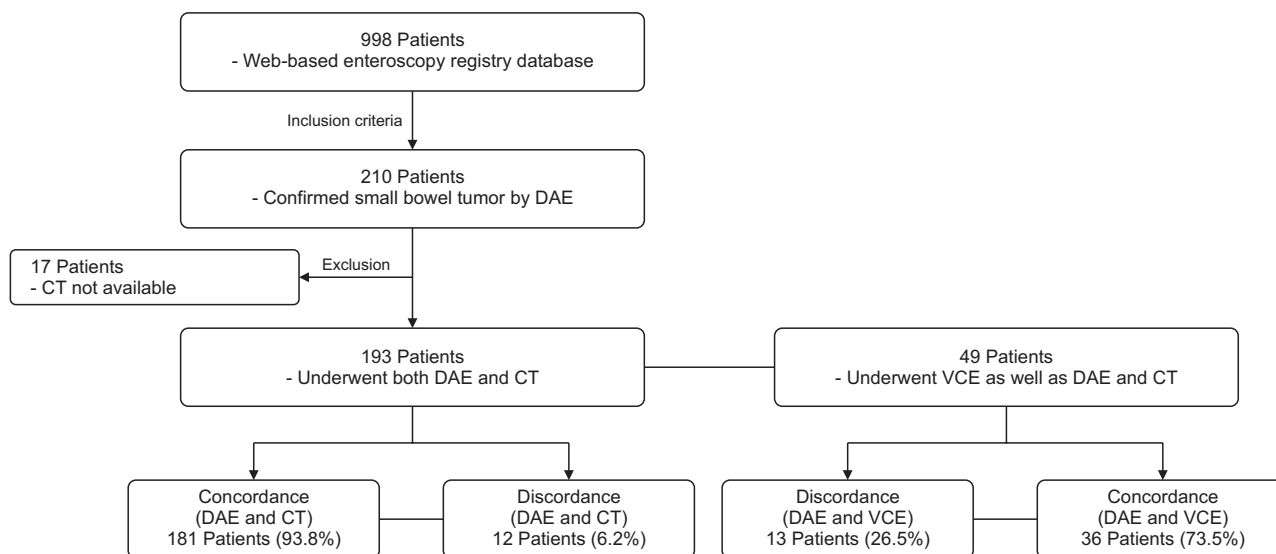 998 Patients
- Web-based enteroscopy registry database
Inclusion criteria
210 Patients
- Confirmed small bowel tumor by DAE
17 Patients
- CT not available
Exclusion
193 Patients
- Underwent both DAE and CT
49 Patients
- Underwent VCE as well as DAE and CT
Concordance
(DAE and CT)
181 Patients (93.8%)
Discordance
(DAE and CT)
12 Patients (6.2%)
Discordance
(DAE and VCE)
13 Patients (26.5%)
Concordance
(DAE and VCE)
36 Patients (73.5%)